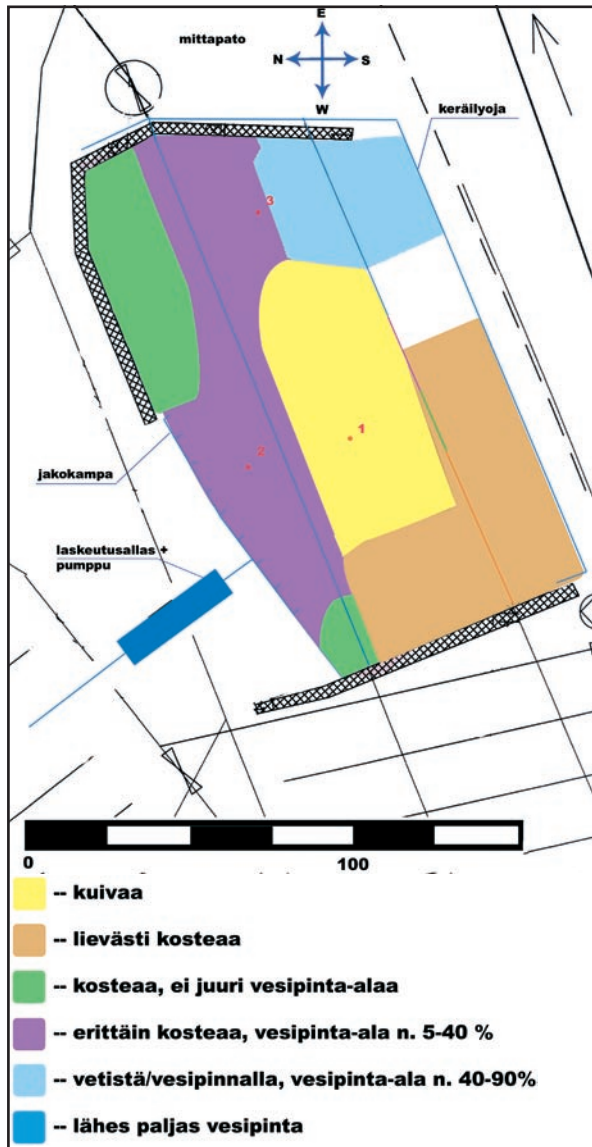 E
mittapato
N
S
W
keräilyoja
3
1
2
jakokampa
laskeutusallas +
pumppu
0
100
-- kuivaa
-- lievästi kosteaa
-- kosteaa, ei juuri vesipinta-alaa
-- erittäin kosteaa, vesipinta-ala n. 5-40 %
-- vetistä/vesipinnalla, vesipinta-ala n. 40-90%
-- lähes paljas vesipinta